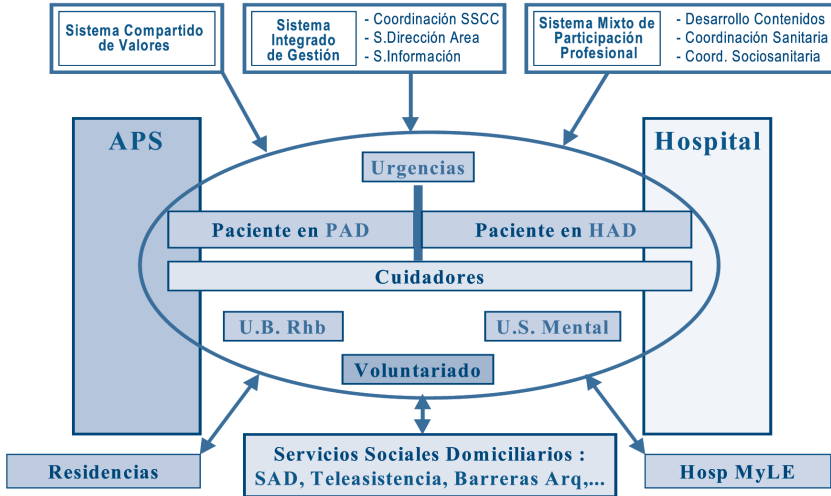 Sistema Compartido
de Valores
Sistema
Integrado
de Gestión
- Coordinación SSCC
- S.Dirección Area
- S.Información
Sistema Mixto de
Participación
Profesional
- Desarrollo Contenidos
- Coordinación Sanitaria
- Coord. Sociosanitaria
APS
Hospital
Urgencias
Paciente en PAD
Paciente en HAD
Cuidadores
U.B. Rhb
U.S. Mental
Voluntariado
Residencias
Servicios Sociales Domiciliarios :
SAD, Teleasistencia, Barreras Arq,...
Hosp MyLE